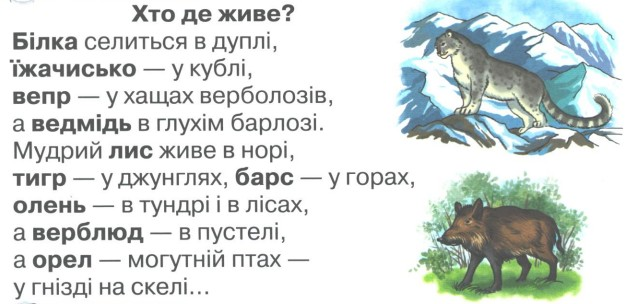 Хто де живе?
Білка селиться в дуплі,
їжачисько — у кублі,
вепр — у хащах верболозів,
а ведмідь в глухім барлозі.
Мудрий лис живе в норі,
тигр — у джунглях, барс — у горах,
олень — в тундрі і в лісах,
а верблюд — в пустелі,
а орел — могутній птах —
у гнізді на скелі...